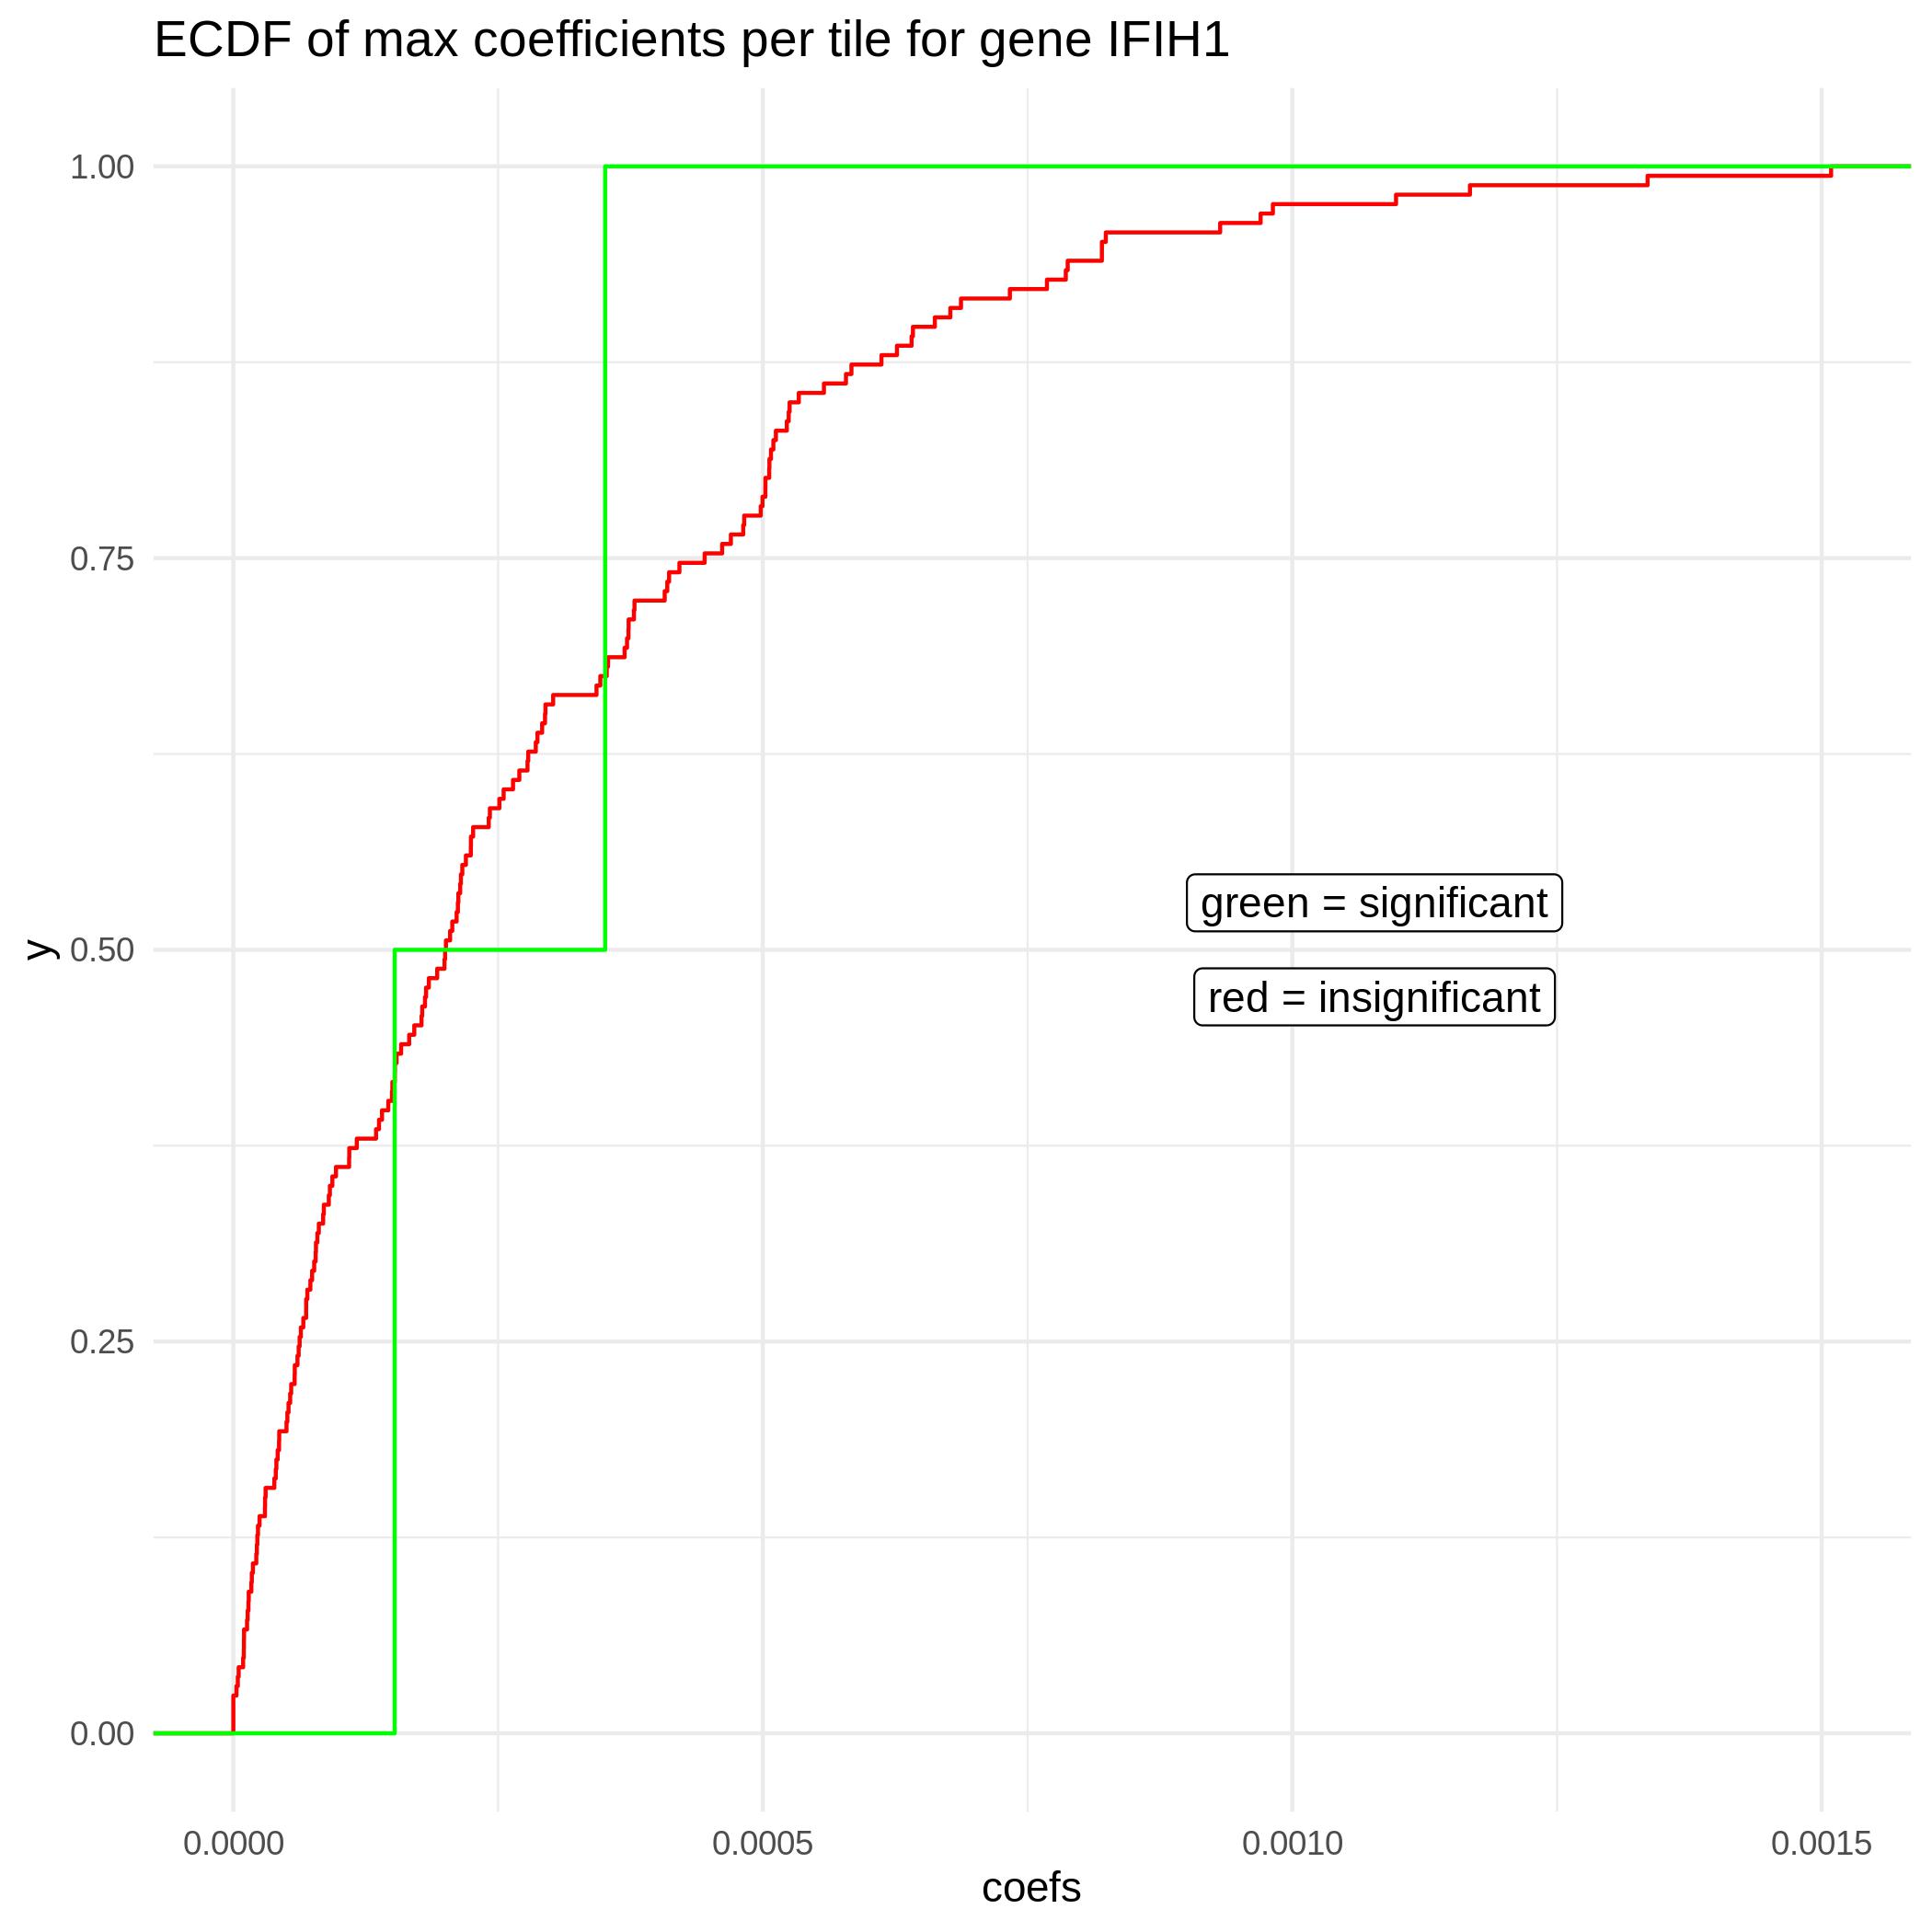 ECDF of max coefficients per tile for gene IFIH1
1.00
0.75
0.50
0.25
0.00
y
green = significant
red = insignificant
0.0000
0.0005
0.0010
0.0015
coefs